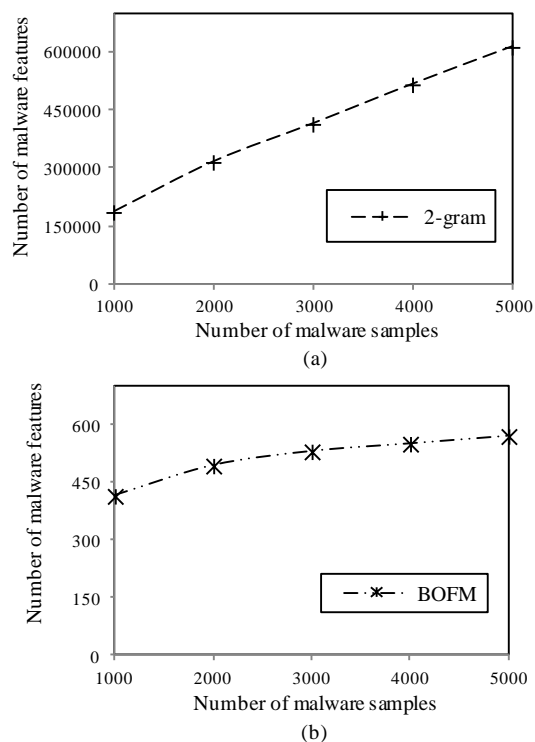 Number of malware features
600000
450000
300000
150000
0
2-gram
1000 2000 3000 4000 5000
Number of malware samples
(a)
Number of malware features
600
450
300
150
0
BOFM
1000 2000 3000 4000 5000
Number of malware samples
(b)